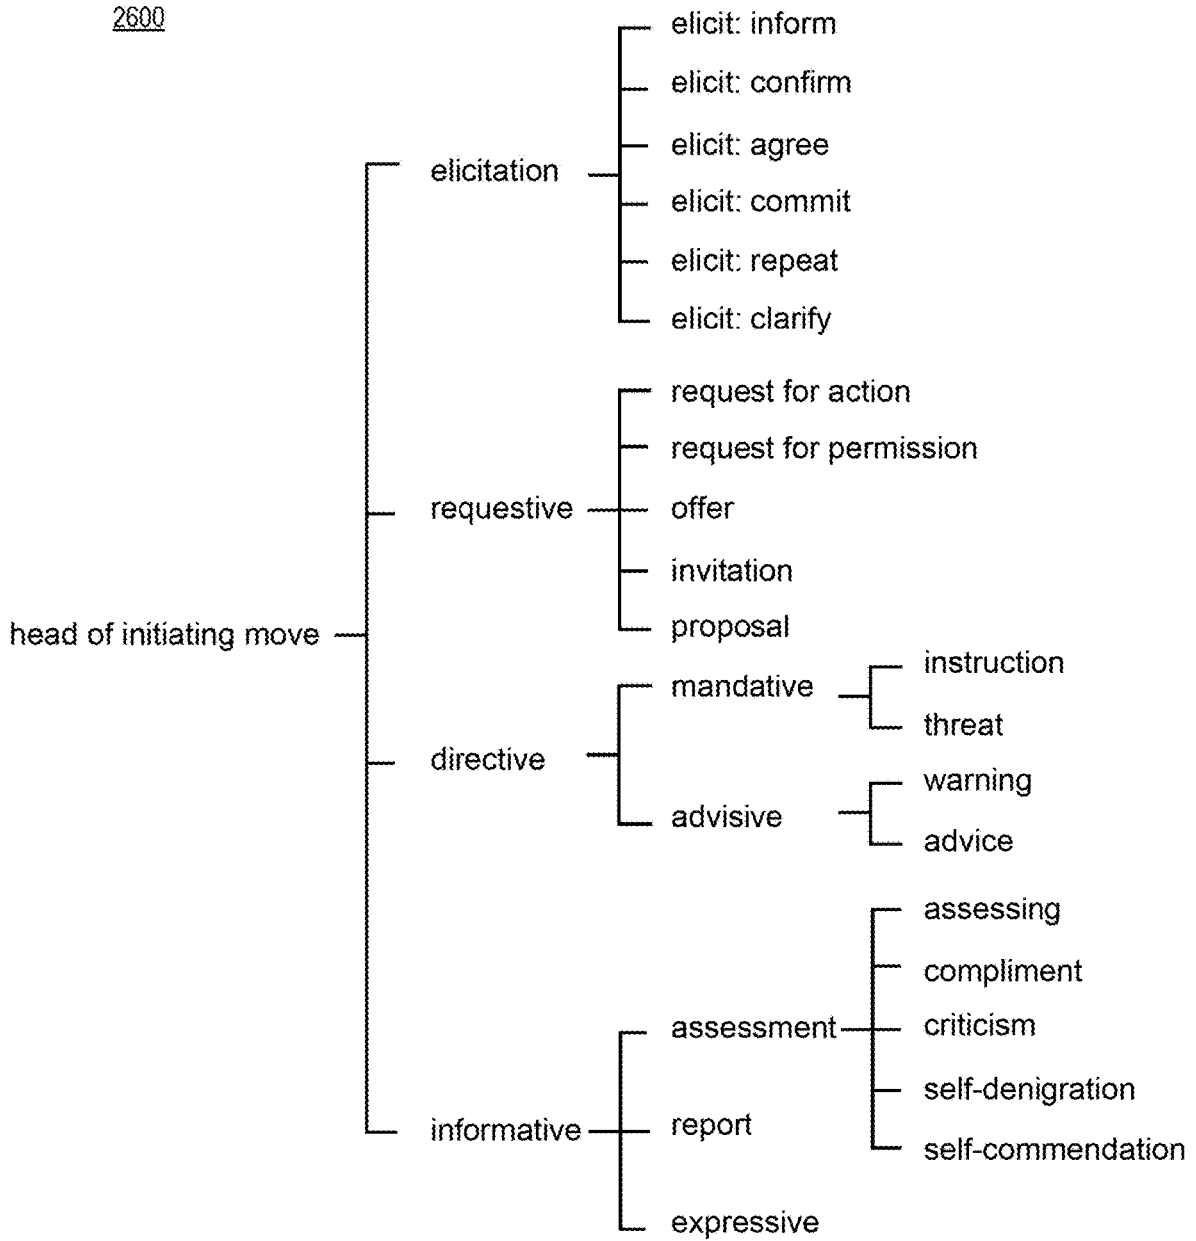 2600
elicit: inform
elicit: confirm
elicit: agree
elicitation
elicit: commit
elicit: repeat
elicit: clarify
request for action
request for permission
requestive
offer
invitation
proposal
head of initiating move
mandative
instruction
threat
directive
advisive
warning
advice
assessing
compliment
assessment
criticism
self-denigration
informative
report
self-commendation
expressive